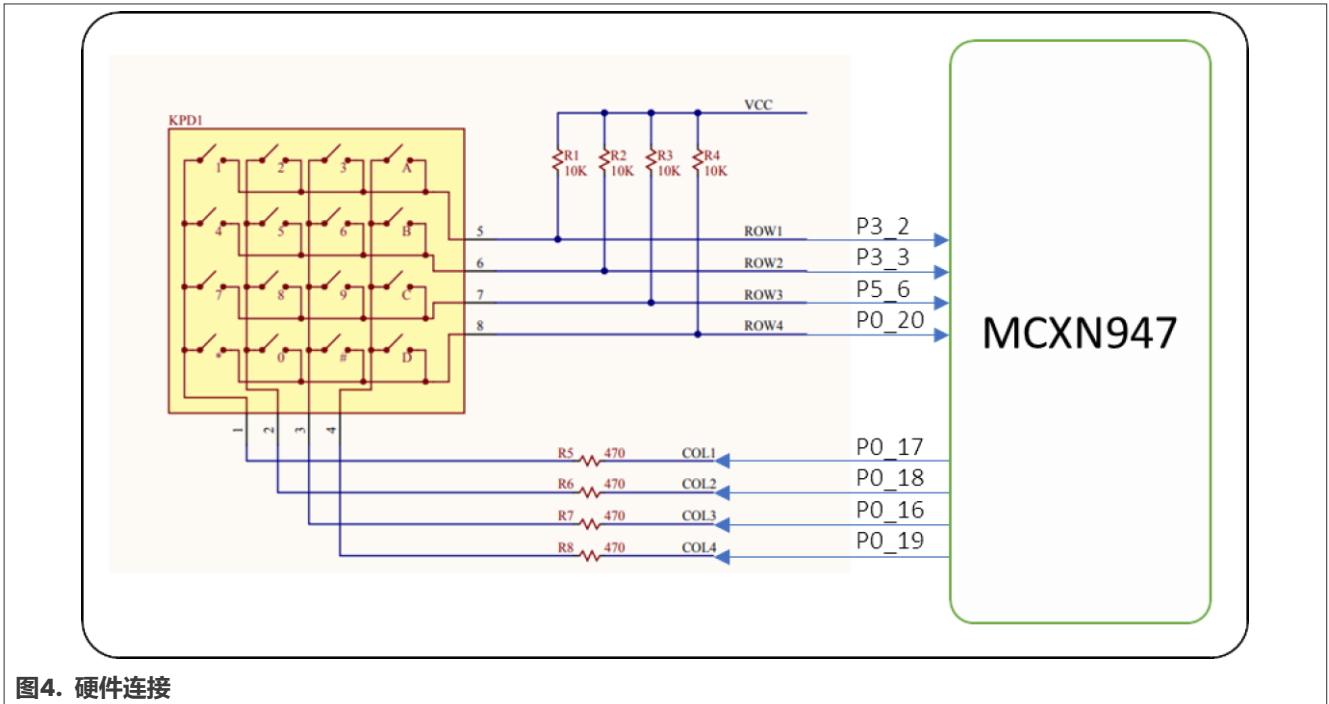 KPD1
VCC
R1 R2 R3 R4
10K 10K 10K 10K
1 2 3 A
4 5 6 B
7 8 9 C
* 0 # D
5 ROW1 P3_2
6 ROW2 P3_3
7 ROW3 P5_6
8 ROW4 P0_20
MCXN947
1 2 3 4
R5 470 COL1 P0_17
R6 470 COL2 P0_18
R7 470 COL3 P0_16
R8 470 COL4 P0_19
图4. 硬件连接